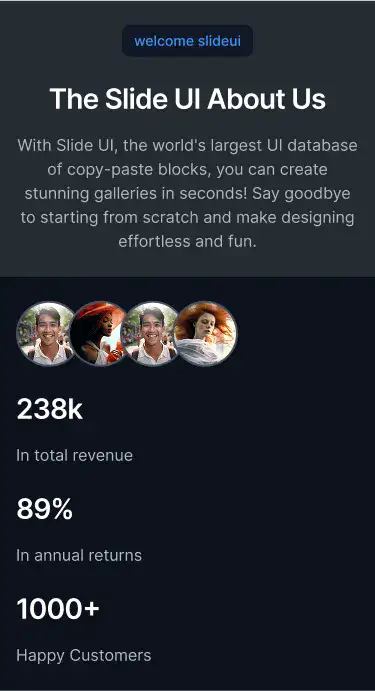 welcome slideui
The Slide UI About Us
With Slide UI, the world's largest UI database
of copy-paste blocks, you can create
stunning galleries in seconds! Say goodbye
to starting from scratch and make designing
effortless and fun.
238k
In total revenue
89%
In annual returns
1000+
Happy Customers